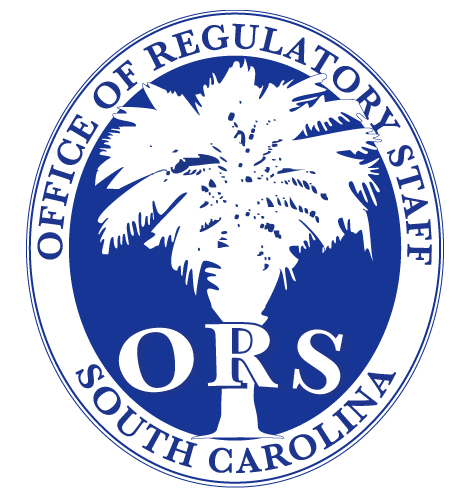 OFFICE OF REGULATORY STAFF
ORS
SOUTH CAROLINA